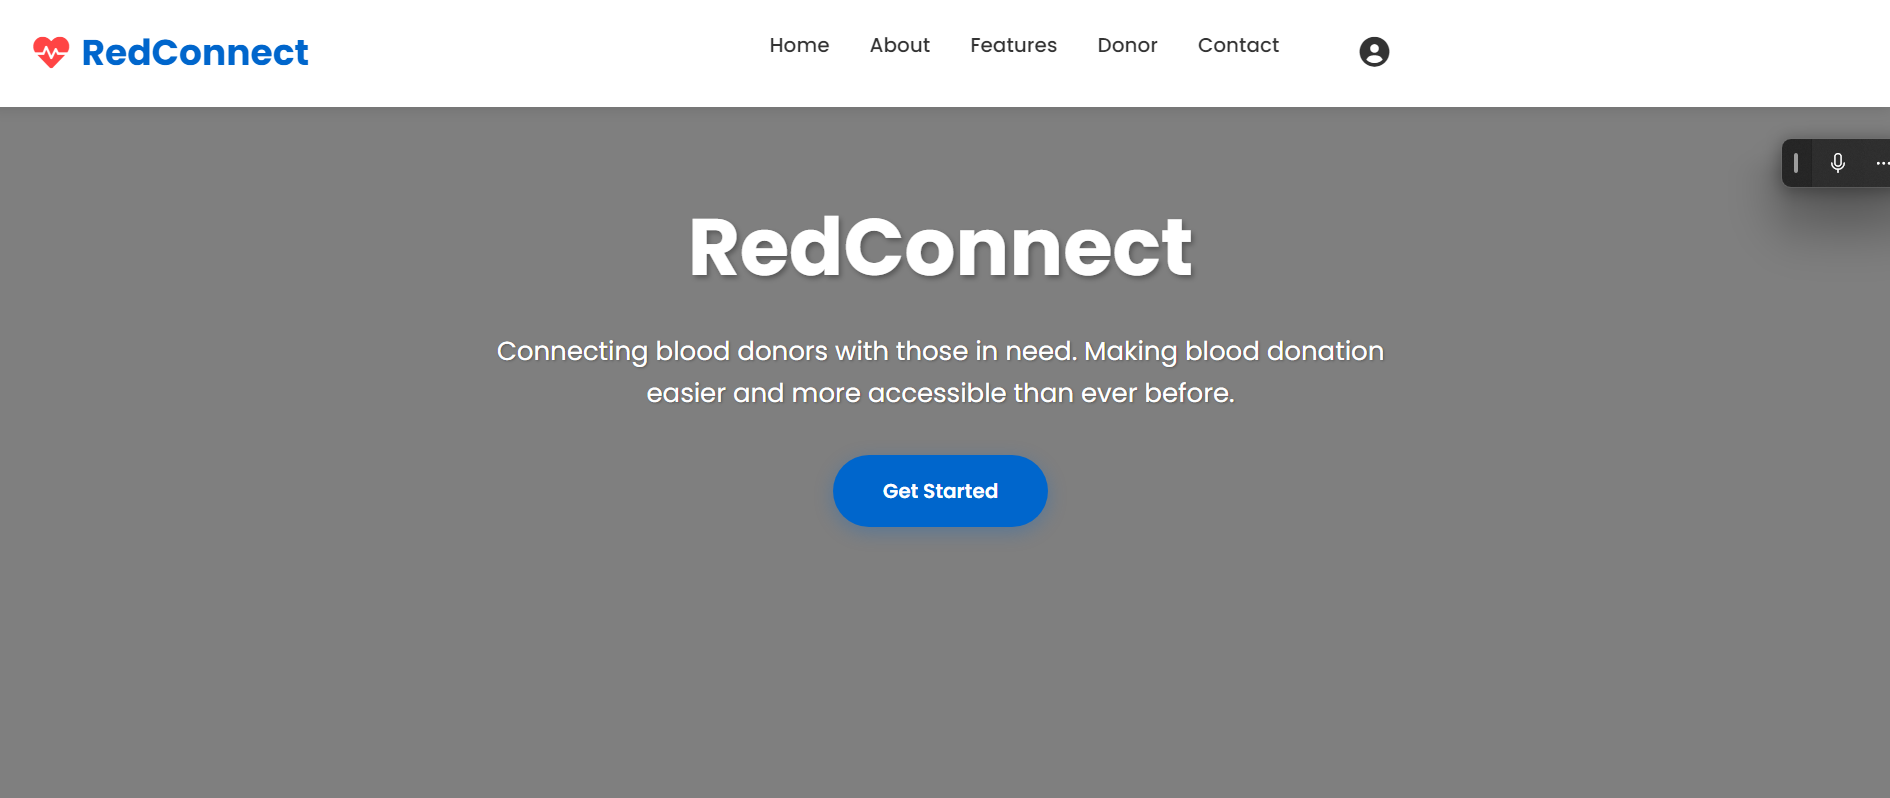 RedConnect
Home About Features Donor Contact
RedConnect
Connecting blood donors with those in need. Making blood donation
easier and more accessible than ever before.
Get Started